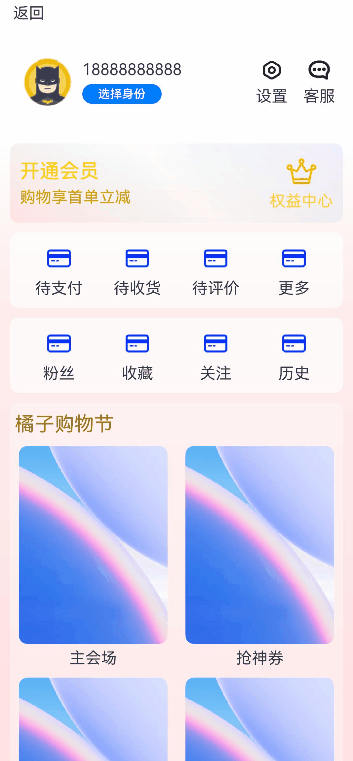 返回
18888888888
选择身份
设置 客服
开通会员
购物享首单立减
权益中心
待支付 待收货 待评价 更多
粉丝 收藏 关注 历史
橘子购物节
主会场 抢神券